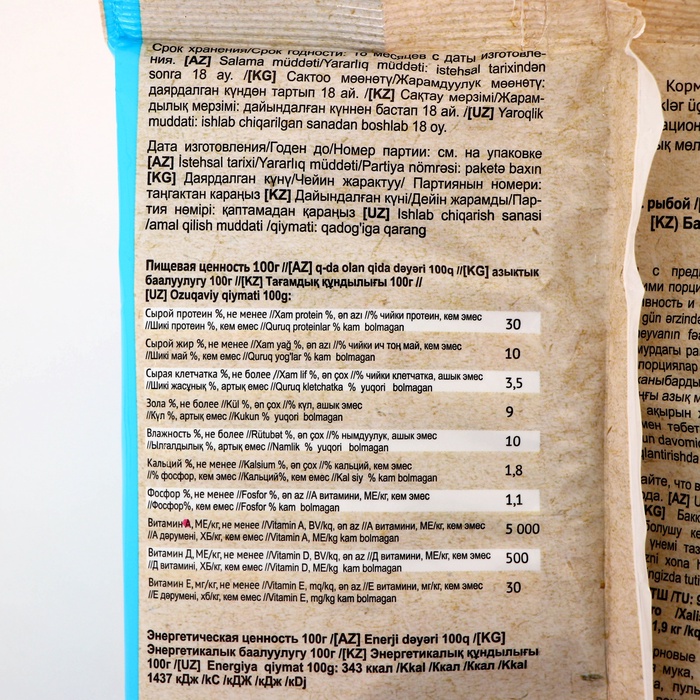 Срок хранения/Срок годности: 18 месяцев с даты изготовле-
ния. [AZ] Salama müddəti/Yararlıq müddəti: istehsal tarixindən
sonra 18 ay. /[KG] Сактоо мөөнөтү/Жарамдуулук мөөнөтү:
даярдалган күндөн тартып 18 ай. /[KZ] Сақтау мерзімі/Жарам-
дылық мерзімі: дайындалған күннен бастап 18 ай. /[UZ] Yaroqlik
muddati: ishlab chiqarilgan sanadan boshlab 18 oy.
Дата изготовления/Годен до/Номер партии: см. на упаковке
[AZ] İstehsal tarixi/Yararlıq müddəti/Partiya nömrəsi: paketə baxın
[KG] Даярдалган күнү/Чейин жарактуу/ Партиянын номери:
таңгактан караңыз [KZ] Дайындалған күні/Дейін жарамды/Пар-
тия немірі: қаптамадан қараңыз [UZ] Ishlab chiqarish sanasi
/amal qilish muddati /qiymati: qadog'iga qarang
Пищевая ценность 100г //[AZ] q-da olan qida dəyəri 100q //[KG] азыктык
баалуулугу 100г //[KZ] Тағамдық құндылығы 100г //
[UZ] Ozuqaviy qiymati 100g:
Сырой протеин %, не менее //Xam protein %, ən azı //% чийки протеин, кем эмес
//Шикі протеин %, кем емес //Quruq proteinlar % kam bolmagan 30
Сырой жир %, не менее //Xam yağ %, ən azı //% чийки ич тоң май, кем эмес
//Шикі май %, кем емес //Quruq yog'lar % kam bolmagan 10
Сырая клетчатка %, не более //Xam lif %, ən çox //% чийки клетчатка, ашык эмес
//Шикі жасұнық %, артық емес //Quruq kletchatka % yuqori bolmagan 3,5
Зола %, не более //Kül %, ən çox //% күл, ашык эмес
//Күл %, артық емес //Kukun % yuqori bolmagan 9
Влажность %, не более //Rütubət %, ən çox //% нымдуулук, ашык эмес
//Ылғалдылық %, артық емес //Namlik % yuqori bolmagan 10
Кальций %, не менее //Kalsium %, ən çox //% кальций, кем эмес
//% фосфор, кем эмес //Кальций%, кем емес //Kal siy % kam bolmagan 1,8
Фосфор %, не менее //Fosfor %, ən az //А витамини, МЕ/кг, кем эмес
//Фосфор%, кем емес //Fosfor % kam bolmagan 1,1
Витамин А, МЕ/кг, не менее //Vitamin A, BV/kq, ən az //А витамини, МЕ/кг, кем эмес
//А дәрумені, ХБ/кг, кем емес //Vitamin A, ME/kg kam bolmagan 5 000
Витамин Д, МЕ/кг, не менее //Vitamin D, BV/kq, ən az //Д витамини, МЕ/кг, кем эмес
//Д витамині, ХБ/кг, кем емес //Vitamin D, ME/kg kam bolmagan 500
Витамин Е, мг/кг, не менее //Vitamin E, mq/kq, ən az //Е витамини, мг/кг, кем эмес
//Е дәрумені, хб/кг, кем емес //Vitamin E, mg/kg kam bolmagan 30
Энергетическая ценность 100г /[AZ] Enerji dəyəri 100q /[KG]
Энергетикалык баалуулугу 100г /[KZ] Энергетикалық құндылығы
100г /[UZ] Energiya qiymat 100g: 343 ккал /Kkal /Ккал /Ккал /Kkal
1437 кДж /kC /кДЖ /кДж /кDj
Корм
рыбой
[KZ]
с